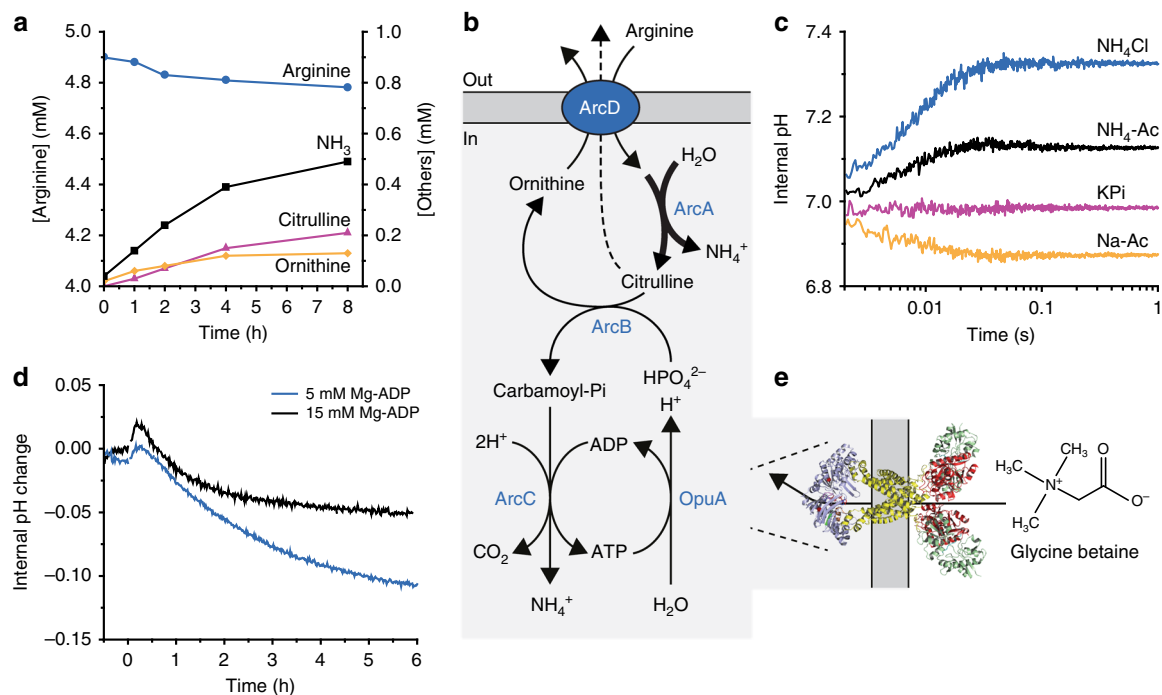 a
5.0
4.8
4.6
4.4
4.2
4.0
[Arginine] (mM)
1.0
0.8
0.6
0.4
0.2
0.0
[Others] (mM)
Arginine
NH₃
Citrulline
Ornithine
0 1 2 3 4 5 6 7 8
Time (h)
b
Arginine
Out
ArcD
In
H₂O
Ornithine
ArcA
NH₄⁺
Citrulline
ArcB
Carbamoyl-Pi
HPO₄²⁻
H⁺
2H⁺
ADP
ArcC
OpuA
CO₂
ATP
NH₄⁺
H₂O
c
7.4
7.2
7.0
6.8
Internal pH
NH₄Cl
NH₄-Ac
KPi
Na-Ac
0.01 0.1 1
Time (s)
d
0.05
0.00
–0.05
–0.10
–0.15
Internal pH change
5 mM Mg-ADP
15 mM Mg-ADP
0 1 2 3 4 5 6
Time (h)
e
CH₃
O
H₃C
N⁺
O⁻
H₃C
Glycine betaine